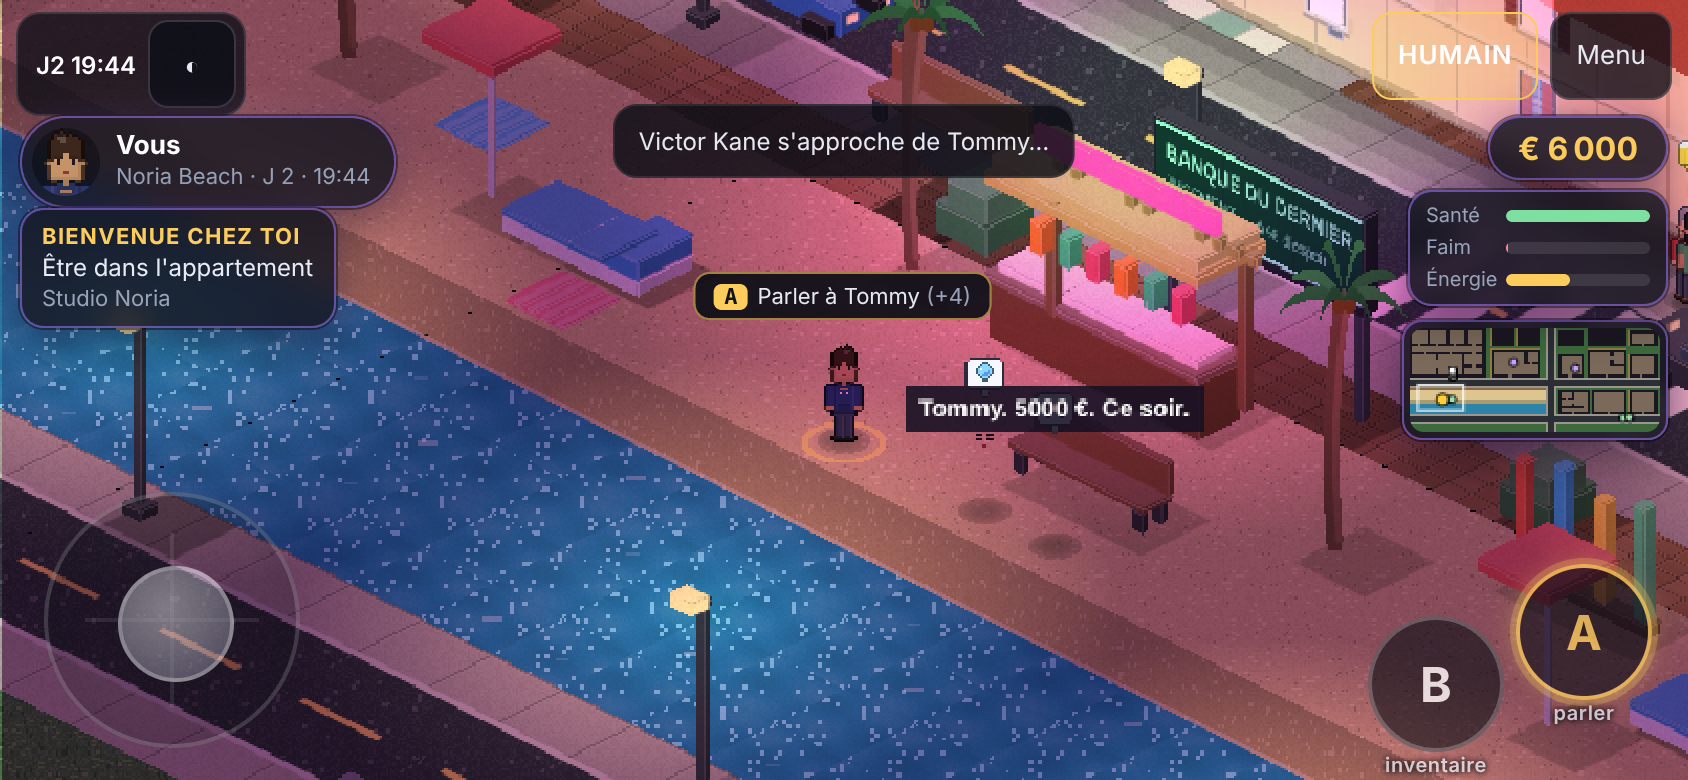 J2 19:44
HUMAIN
Menu
Vous
Noria Beach · J 2 · 19:44
Victor Kane s'approche de Tommy...
€ 6 000
BANQUE DU DERNIER
Santé
Faim
Énergie
BIENVENUE CHEZ TOI
Être dans l'appartement
Studio Noria
A Parler à Tommy (+4)
Tommy. 5000 €. Ce soir.
A
parler
B
inventaire